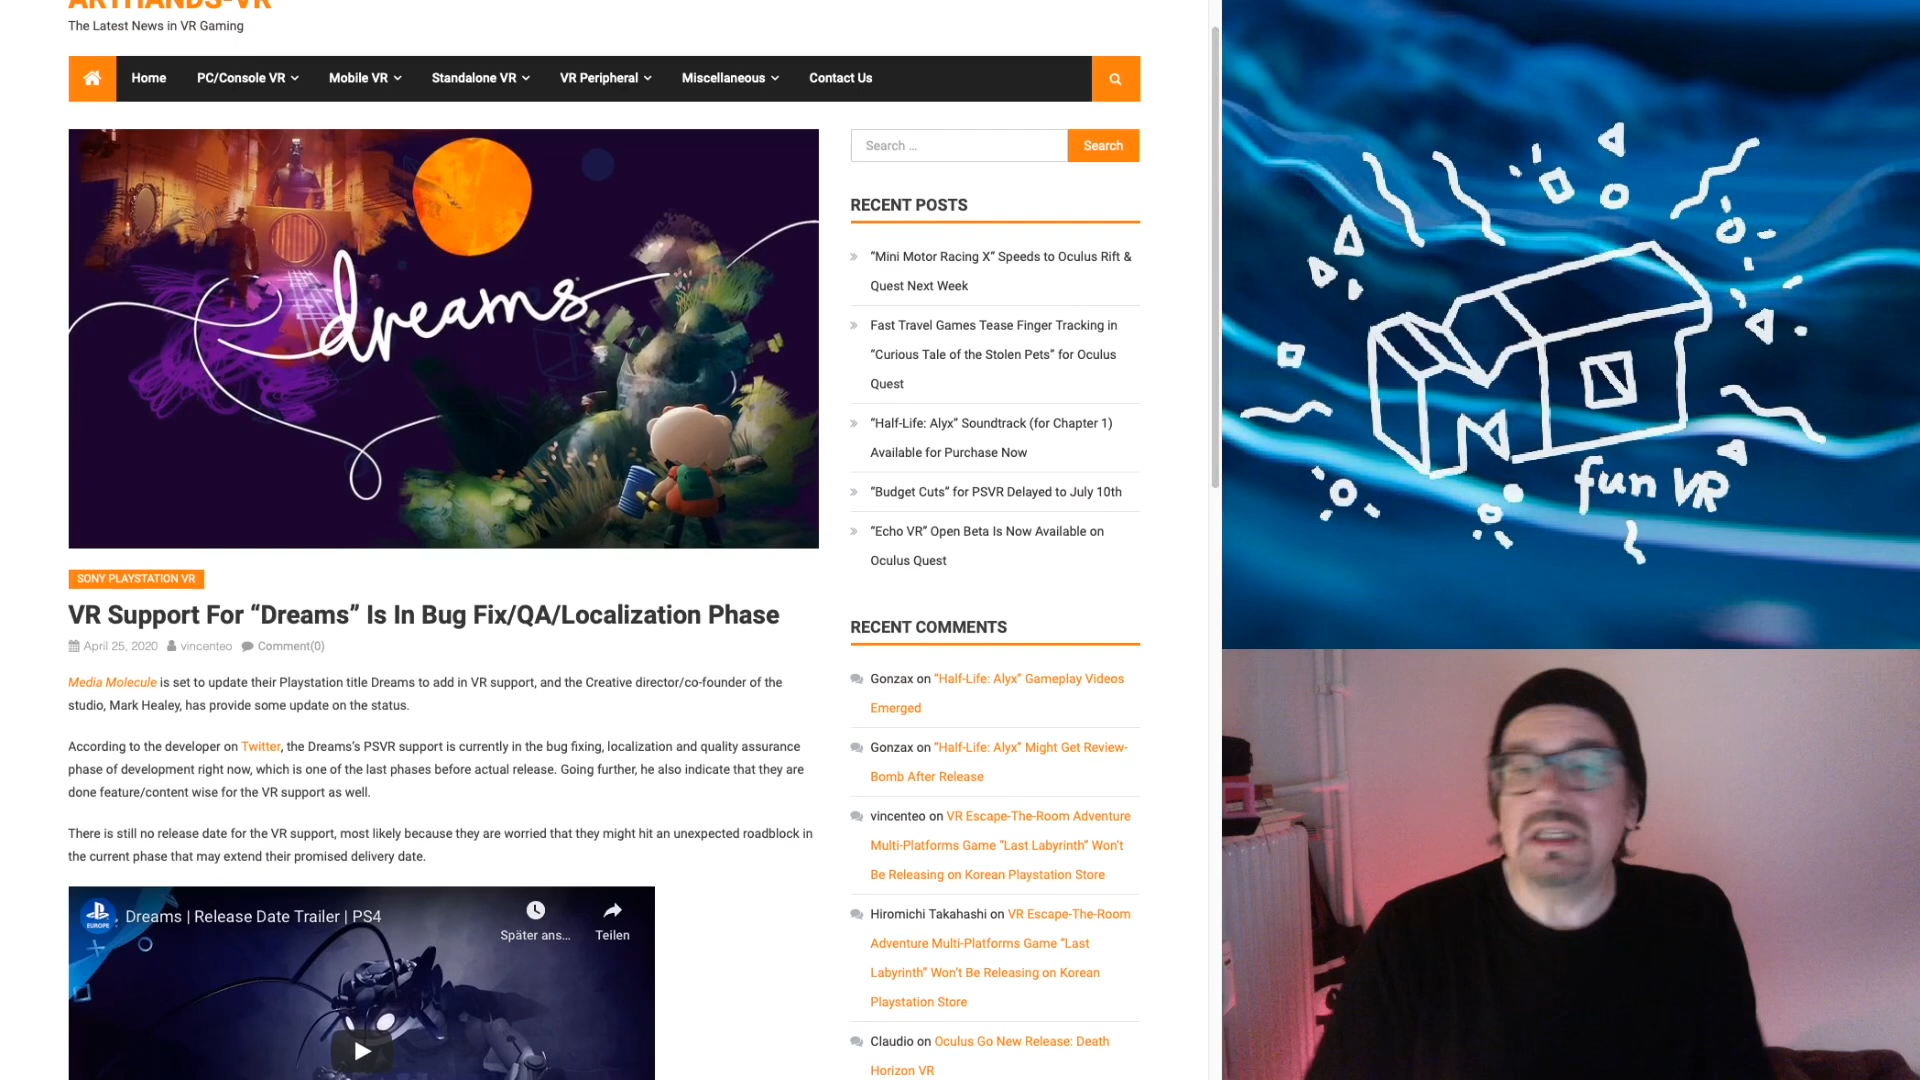 ARTHANDS-VR
The Latest News in VR Gaming
Home PC/Console VR Mobile VR Standalone VR VR Peripheral Miscellaneous Contact Us
dreams
SONY PLAYSTATION VR
VR Support For “Dreams” Is In Bug Fix/QA/Localization Phase
April 25, 2020 vincenteo Comment(0)
Media Molecule is set to update their Playstation title Dreams to add in VR support, and the Creative director/co-founder of the
studio, Mark Healey, has provide some update on the status.
According to the developer on Twitter, the Dreams’s PSVR support is currently in the bug fixing, localization and quality assurance
phase of development right now, which is one of the last phases before actual release. Going further, he also indicate that they are
done feature/content wise for the VR support as well.
There is still no release date for the VR support, most likely because they are worried that they might hit an unexpected roadblock in
the current phase that may extend their promised delivery date.
EUROPE
Dreams | Release Date Trailer | PS4
Später ans...
Teilen
Search ...
Search
RECENT POSTS
“Mini Motor Racing X” Speeds to Oculus Rift &
Quest Next Week
Fast Travel Games Tease Finger Tracking in
“Curious Tale of the Stolen Pets” for Oculus
Quest
“Half-Life: Alyx” Soundtrack (for Chapter 1)
Available for Purchase Now
“Budget Cuts” for PSVR Delayed to July 10th
“Echo VR” Open Beta Is Now Available on
Oculus Quest
RECENT COMMENTS
Gonzax on “Half-Life: Alyx” Gameplay Videos
Emerged
Gonzax on “Half-Life: Alyx” Might Get Review-
Bomb After Release
vincenteo on VR Escape-The-Room Adventure
Multi-Platforms Game “Last Labyrinth” Won’t
Be Releasing on Korean Playstation Store
Hiromichi Takahashi on VR Escape-The-Room
Adventure Multi-Platforms Game “Last
Labyrinth” Won’t Be Releasing on Korean
Playstation Store
Claudio on Oculus Go New Release: Death
Horizon VR
fun VR